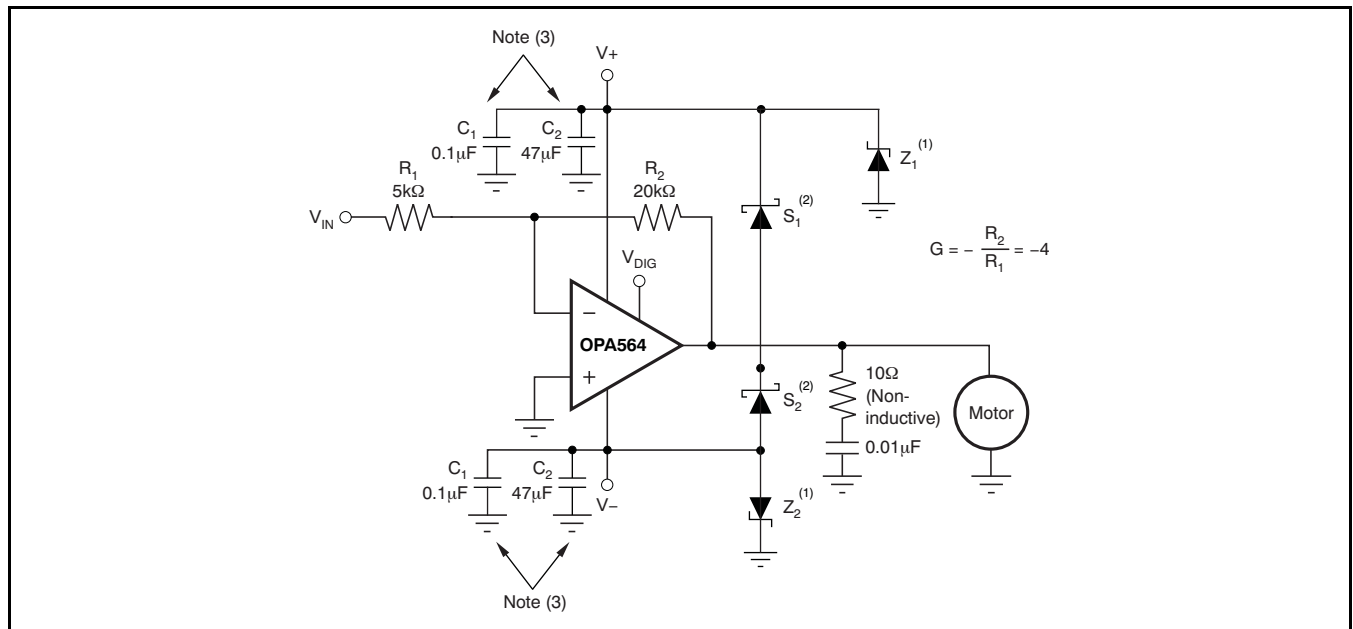 Note (3)
V+
C1
0.1µF
C2
47µF
Z1(1)
R1
5kΩ
R2
20kΩ
S1(2)
VIN
VDIG
G = − R2/R1 = −4
−
OPA564
+
10Ω
(Non-
inductive)
S2(2)
Motor
0.01µF
C1
0.1µF
C2
47µF
V−
Z2(1)
Note (3)